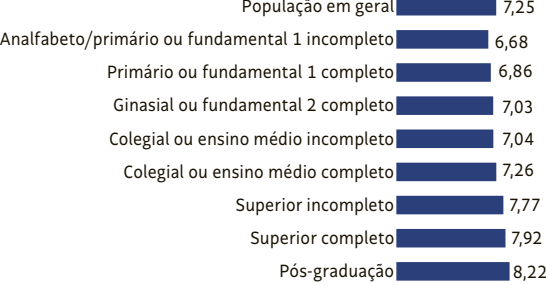 População em geral 7,25
Analfabeto/primário ou fundamental 1 incompleto 6,68
Primário ou fundamental 1 completo 6,86
Ginasial ou fundamental 2 completo 7,03
Colegial ou ensino médio incompleto 7,04
Colegial ou ensino médio completo 7,26
Superior incompleto 7,77
Superior completo 7,92
Pós-graduação 8,22